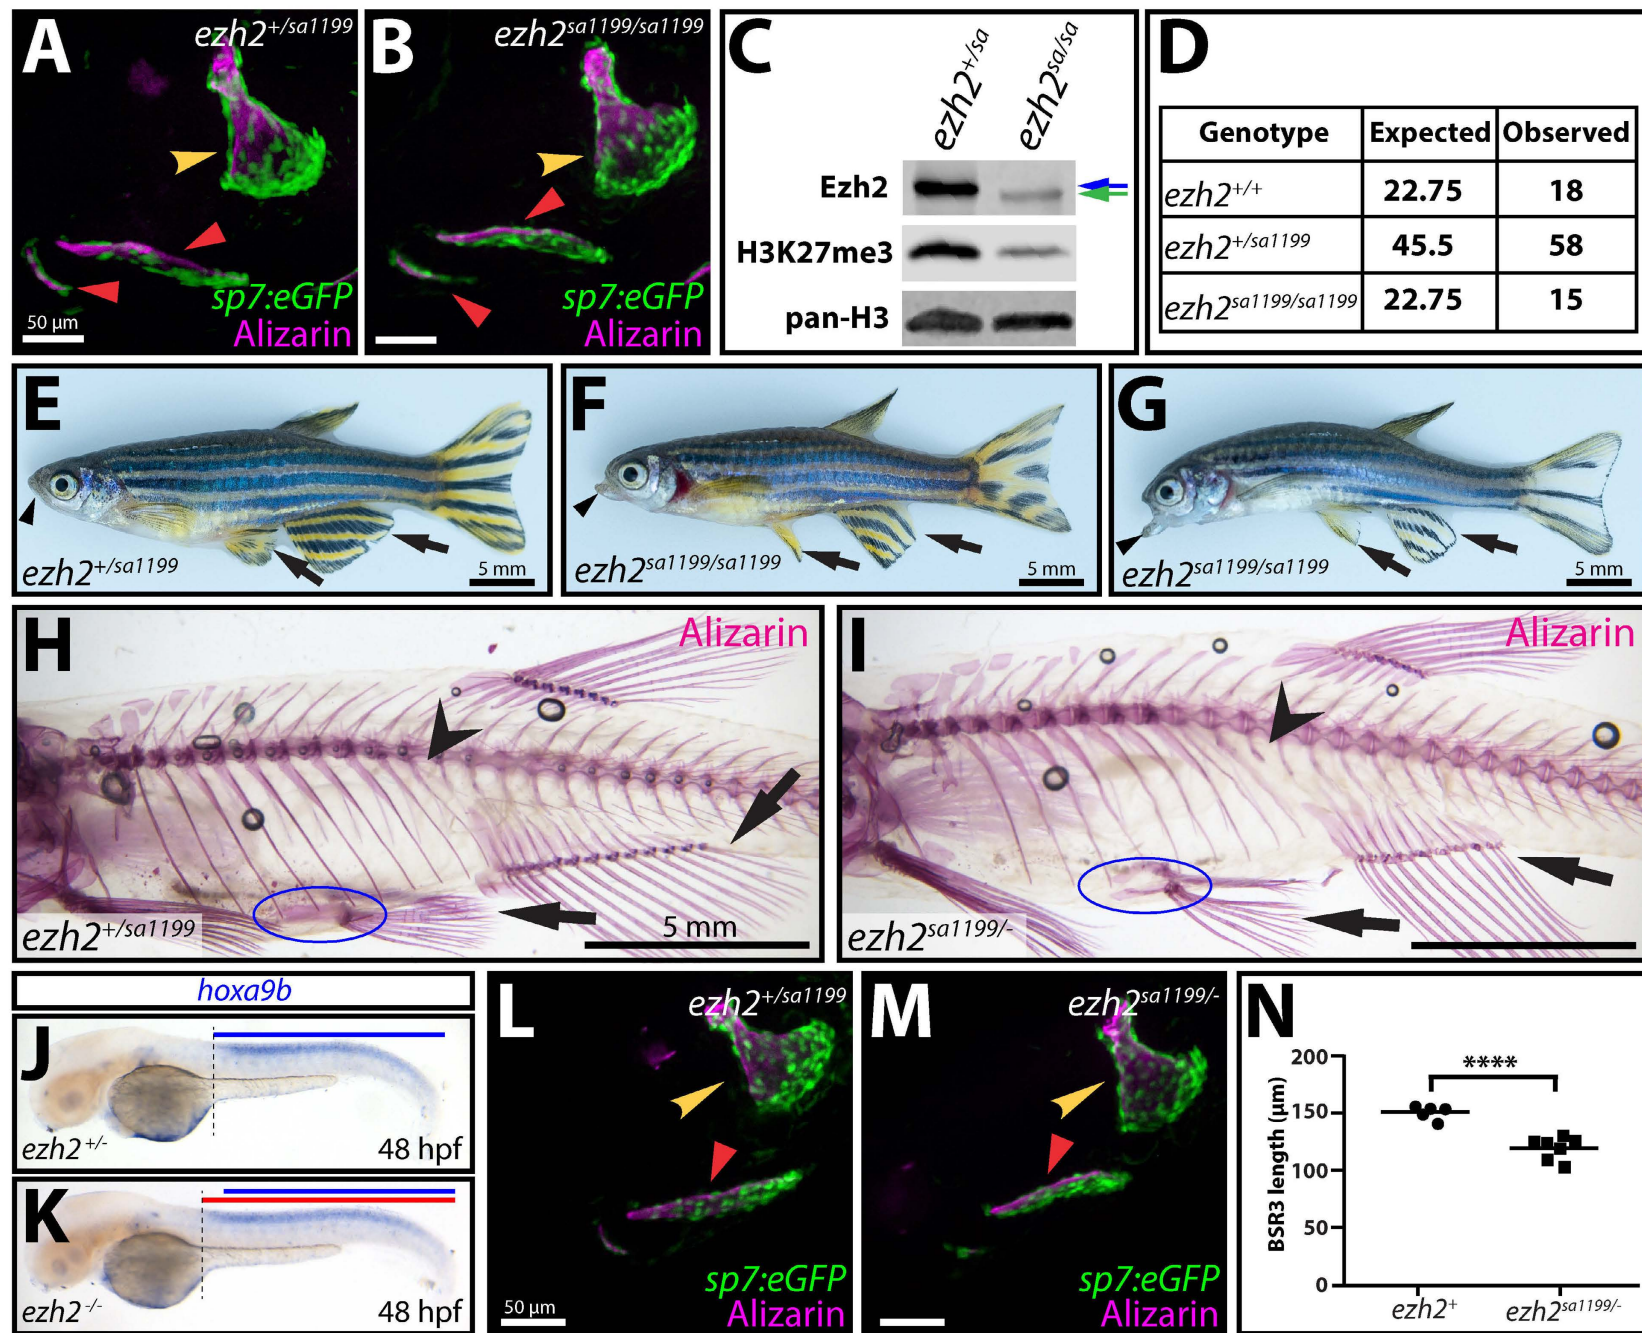 A
ezh2+/sa1199
50 µm
sp7:eGFP
Alizarin
B
ezh2sa1199/sa1199
sp7:eGFP
Alizarin
C
ezh2+/sa
ezh2sa/sa
Ezh2
H3K27me3
pan-H3
D
Genotype Expected Observed
ezh2+/+ 22.75 18
ezh2+/sa1199 45.5 58
ezh2sa1199/sa1199 22.75 15
E
ezh2+/sa1199
5 mm
F
ezh2sa1199/sa1199
5 mm
G
ezh2sa1199/sa1199
5 mm
H
Alizarin
ezh2+/sa1199
5 mm
I
Alizarin
ezh2sa1199/-
hoxa9b
J
ezh2+/-
48 hpf
K
ezh2-/-
48 hpf
L
ezh2+/sa1199
50 µm
sp7:eGFP
Alizarin
M
ezh2sa1199/-
sp7:eGFP
Alizarin
N
****
BSR3 length (µm)
200
150
100
50
0
ezh2+
ezh2sa1199/-